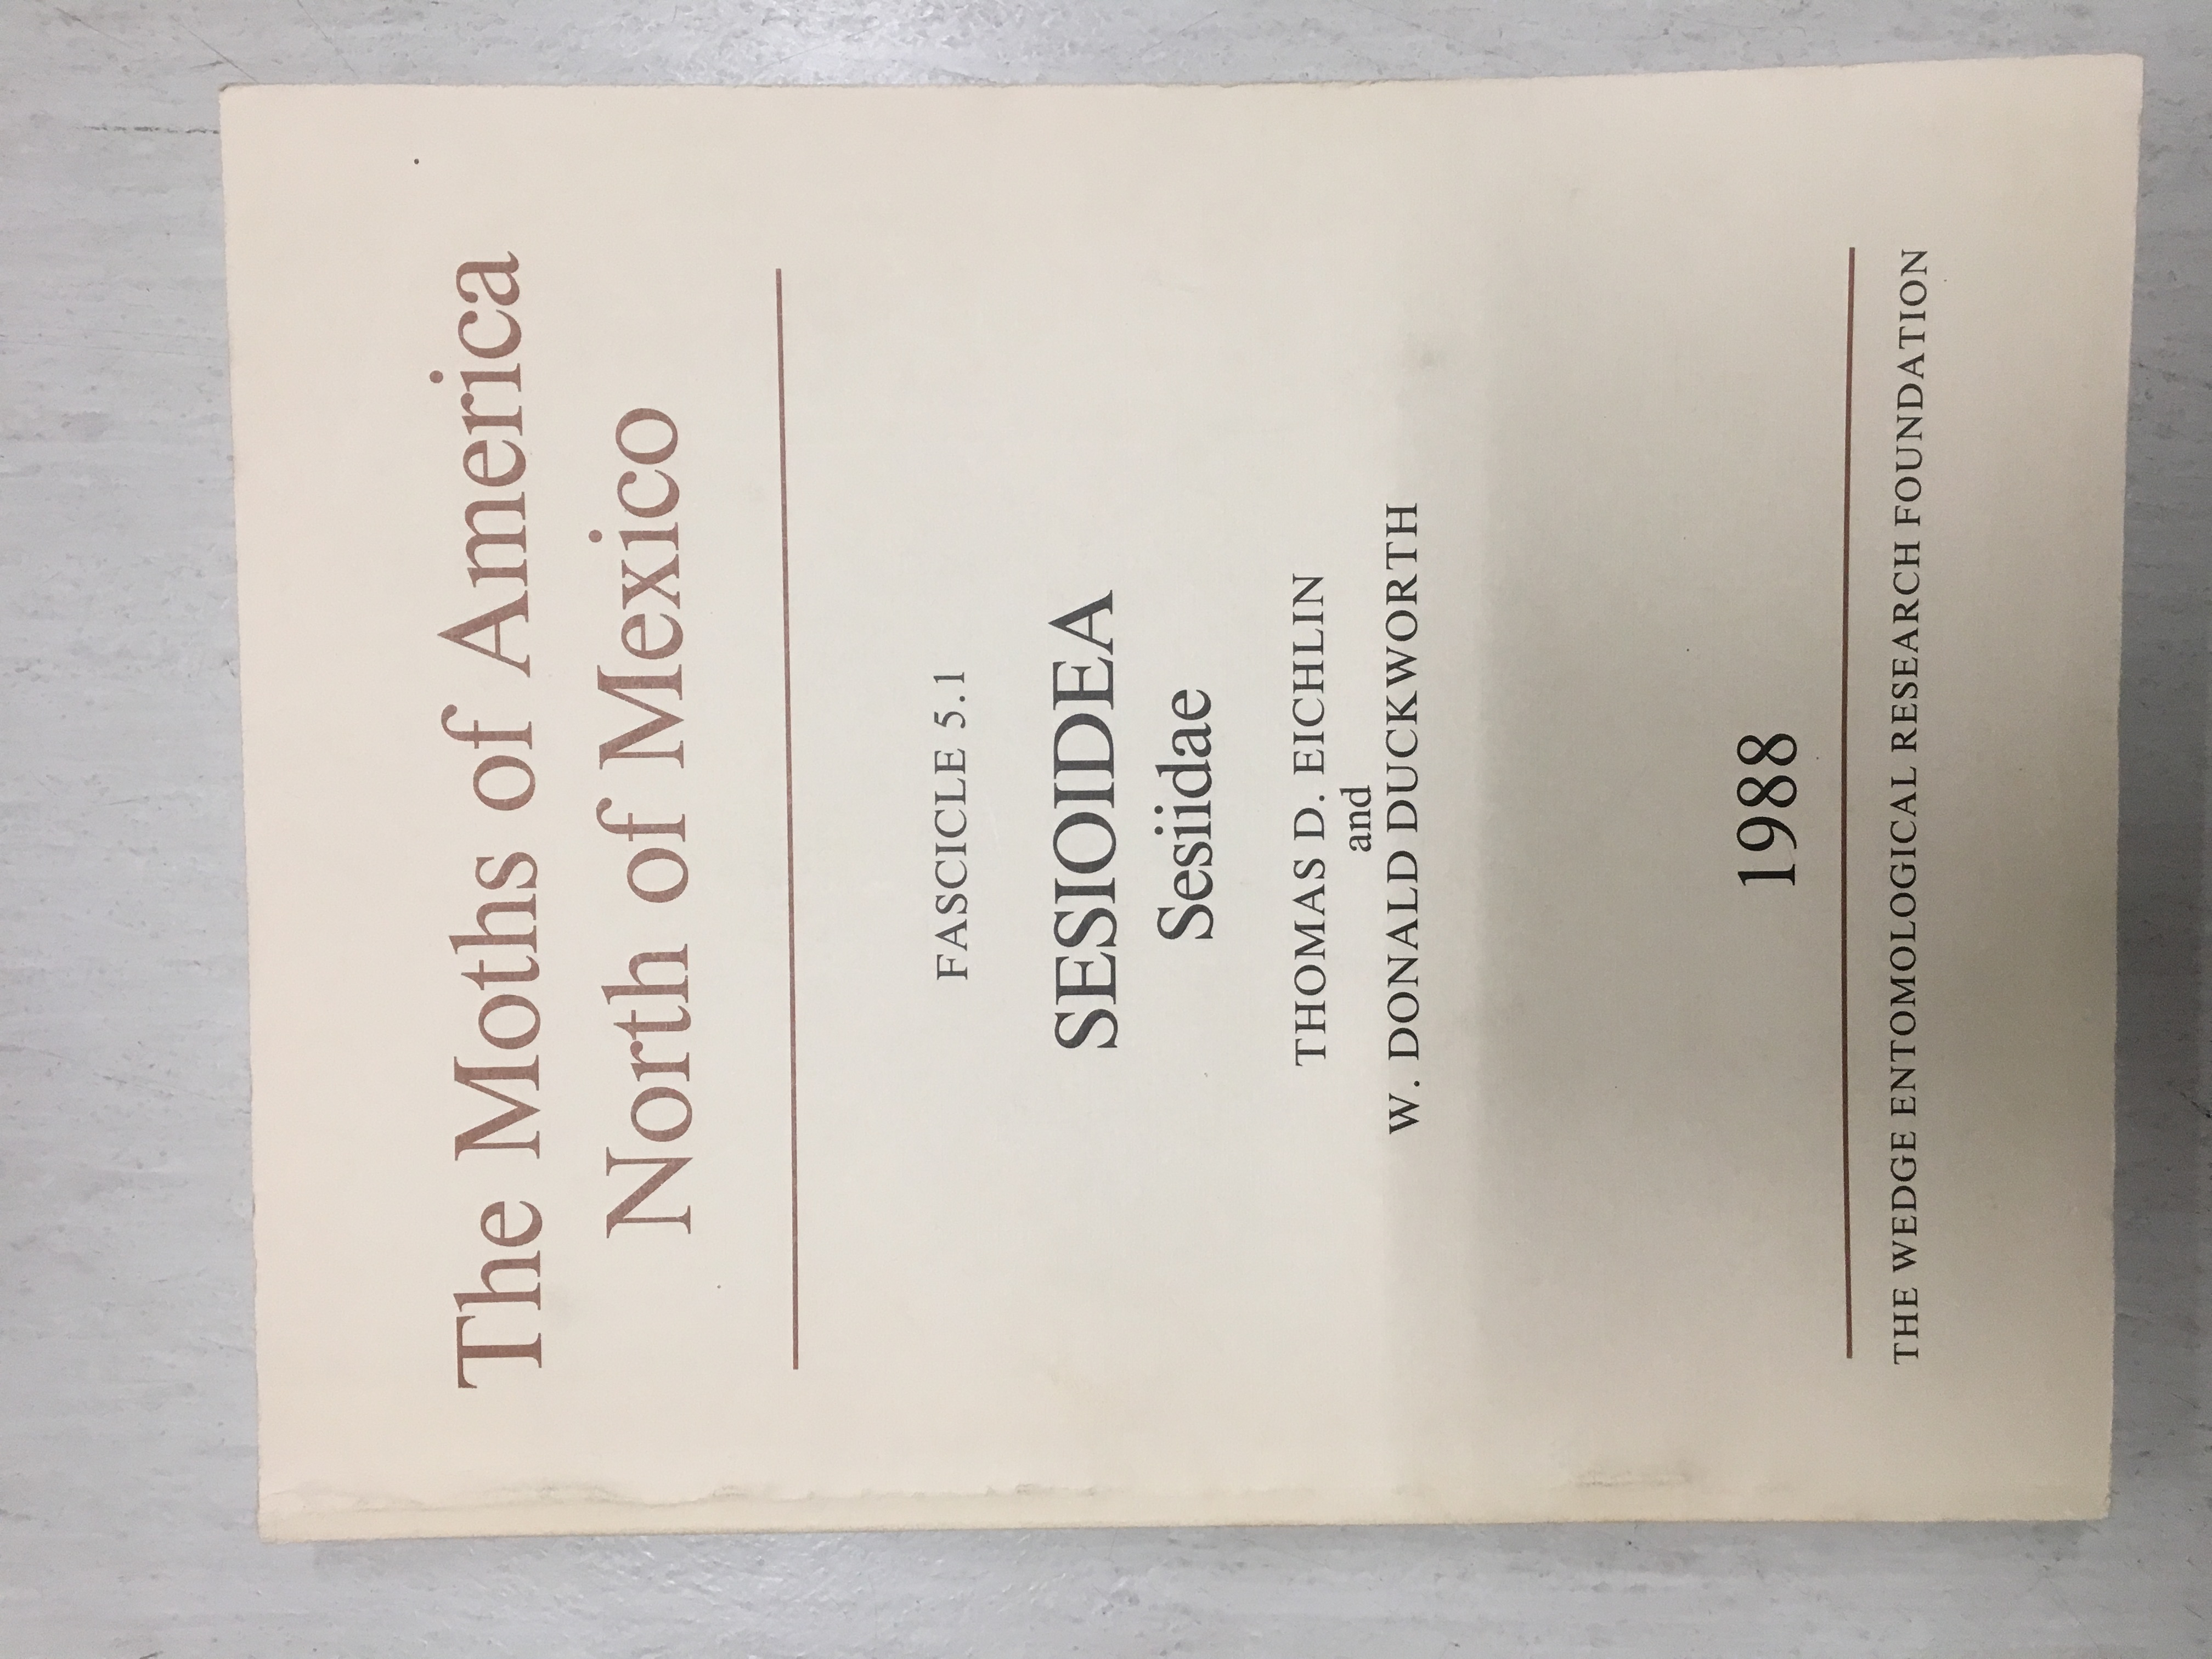 The Moths of America
North of Mexico
FASCICLE 5.1
SESIOIDEA
Sesiidae
THOMAS D. EICHLIN
and
W. DONALD DUCKWORTH
1988
THE WEDGE ENTOMOLOGICAL RESEARCH FOUNDATION